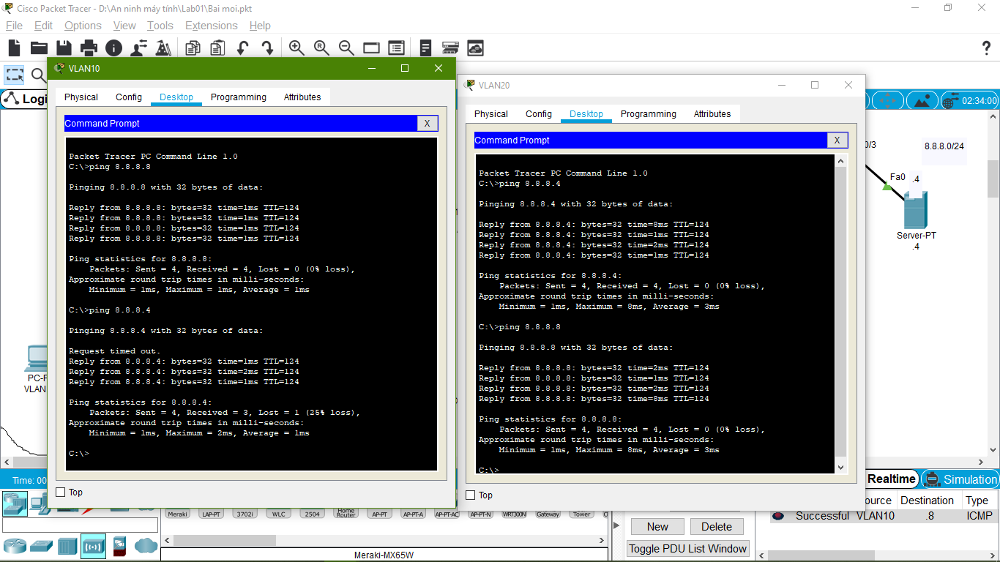 Cisco Packet Tracer - D:\An ninh máy tính\Lab01\Bai moi.pkt
File Edit Options View Tools Extensions Help
VLAN10
Physical Config Desktop Programming Attributes
Command Prompt X
Packet Tracer PC Command Line 1.0
C:\>ping 8.8.8.8
Pinging 8.8.8.8 with 32 bytes of data:
Reply from 8.8.8.8: bytes=32 time=1ms TTL=124
Reply from 8.8.8.8: bytes=32 time=1ms TTL=124
Reply from 8.8.8.8: bytes=32 time=1ms TTL=124
Reply from 8.8.8.8: bytes=32 time=1ms TTL=124
Ping statistics for 8.8.8.8:
Packets: Sent = 4, Received = 4, Lost = 0 (0% loss),
Approximate round trip times in milli-seconds:
Minimum = 1ms, Maximum = 1ms, Average = 1ms
C:\>ping 8.8.8.4
Pinging 8.8.8.4 with 32 bytes of data:
Request timed out.
Reply from 8.8.8.4: bytes=32 time=1ms TTL=124
Reply from 8.8.8.4: bytes=32 time=2ms TTL=124
Reply from 8.8.8.4: bytes=32 time=1ms TTL=124
Ping statistics for 8.8.8.4:
Packets: Sent = 4, Received = 3, Lost = 1 (25% loss),
Approximate round trip times in milli-seconds:
Minimum = 1ms, Maximum = 2ms, Average = 1ms
C:\>
Top
VLAN20
Physical Config Desktop Programming Attributes
Command Prompt X
Packet Tracer PC Command Line 1.0
C:\>ping 8.8.8.4
Pinging 8.8.8.4 with 32 bytes of data:
Reply from 8.8.8.4: bytes=32 time=8ms TTL=124
Reply from 8.8.8.4: bytes=32 time=1ms TTL=124
Reply from 8.8.8.4: bytes=32 time=2ms TTL=124
Reply from 8.8.8.4: bytes=32 time=1ms TTL=124
Ping statistics for 8.8.8.4:
Packets: Sent = 4, Received = 4, Lost = 0 (0% loss),
Approximate round trip times in milli-seconds:
Minimum = 1ms, Maximum = 8ms, Average = 3ms
C:\>ping 8.8.8.8
Pinging 8.8.8.8 with 32 bytes of data:
Reply from 8.8.8.8: bytes=32 time=2ms TTL=124
Reply from 8.8.8.8: bytes=32 time=1ms TTL=124
Reply from 8.8.8.8: bytes=32 time=2ms TTL=124
Reply from 8.8.8.8: bytes=32 time=8ms TTL=124
Ping statistics for 8.8.8.8:
Packets: Sent = 4, Received = 4, Lost = 0 (0% loss),
Approximate round trip times in milli-seconds:
Minimum = 1ms, Maximum = 8ms, Average = 3ms
C:\>
Top
Logi
02:34:00
0/3 8.8.8.0/24
Fa0 .4
Server-PT
.4
PC-P
VLAN
Time: 00
Realtime Simulation
ource Destination Type
Successful VLAN10 .8 ICMP
New Delete
Toggle PDU List Window
Meraki LAP-PT 3702i WLC 2504 Home Router AP-PT AP-PT-A AP-PT-AC AP-PT-N WRT300N Gateway Tower
Meraki-MX65W